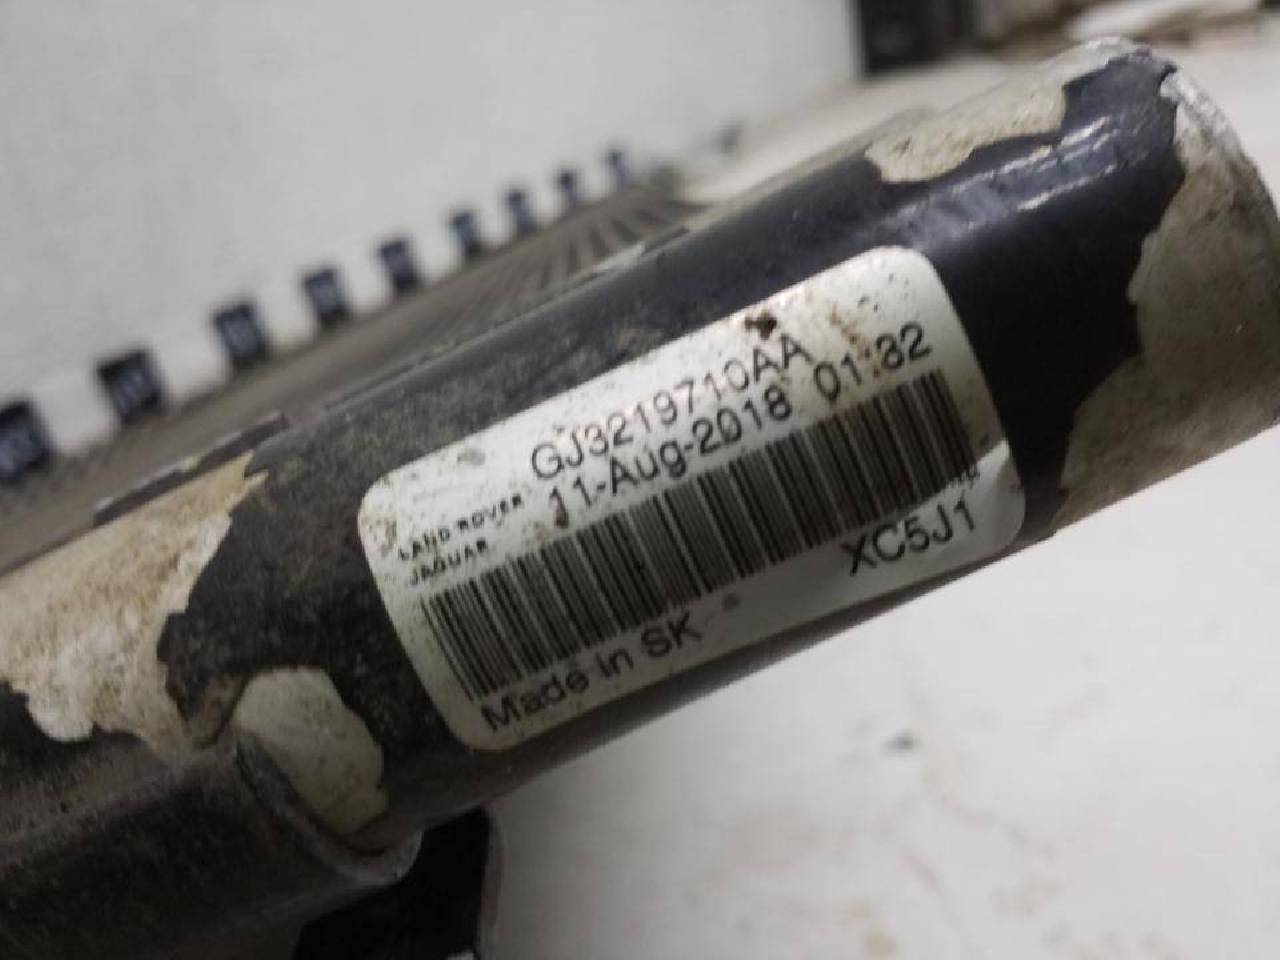 GJ3219710AA
11-Aug-2018 01:32
LAND ROVER
JAGUAR
XC5J1
Made in SK